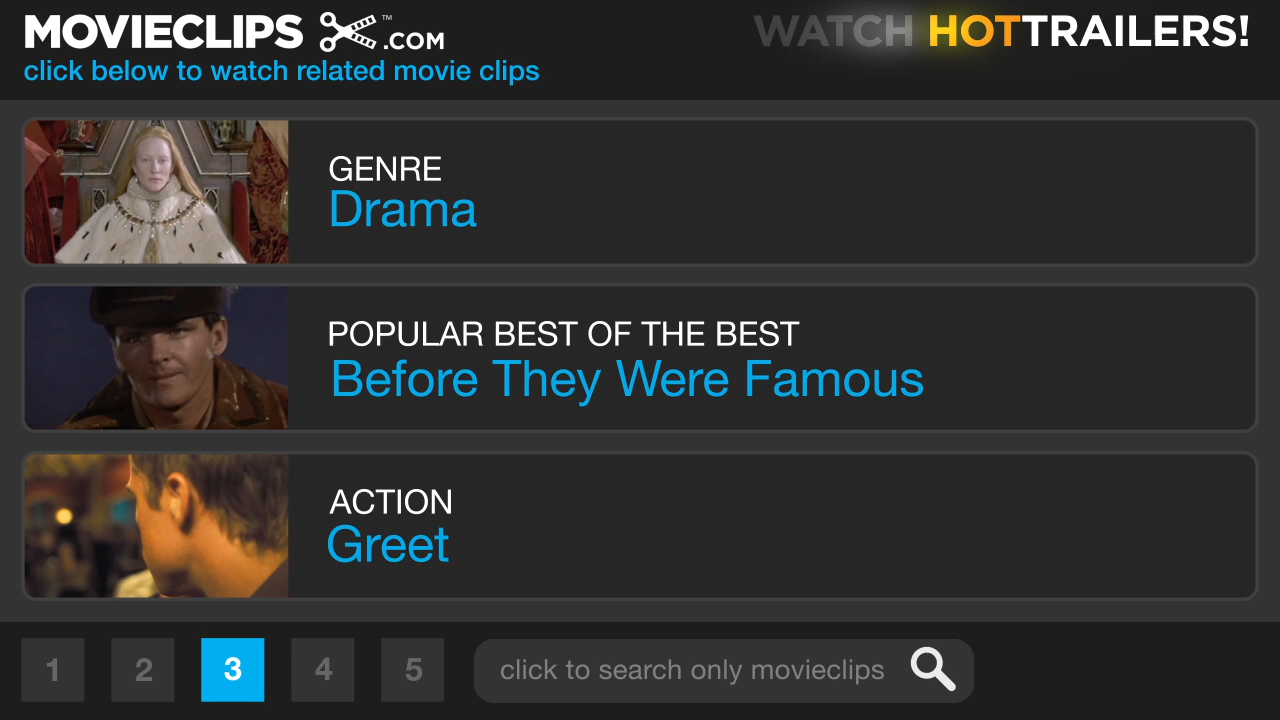 MOVIECLIPS ™ .COM
WATCH HOTTRAILERS!
click below to watch related movie clips
GENRE
Drama
POPULAR BEST OF THE BEST
Before They Were Famous
ACTION
Greet
1 2 3 4 5 click to search only movieclips